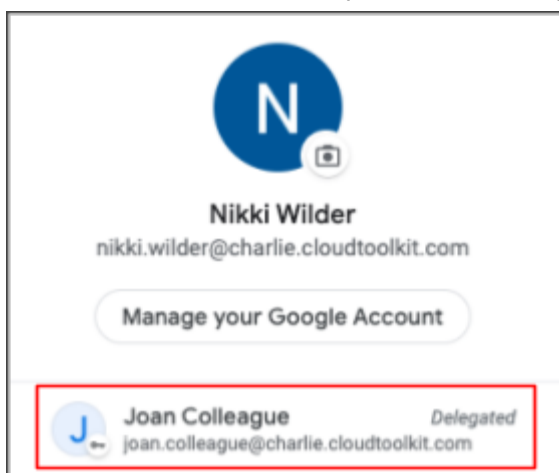 N
Nikki Wilder
nikki.wilder@charlie.cloudtoolkit.com
Manage your Google Account
J
Joan Colleague Delegated
joan.colleague@charlie.cloudtoolkit.com